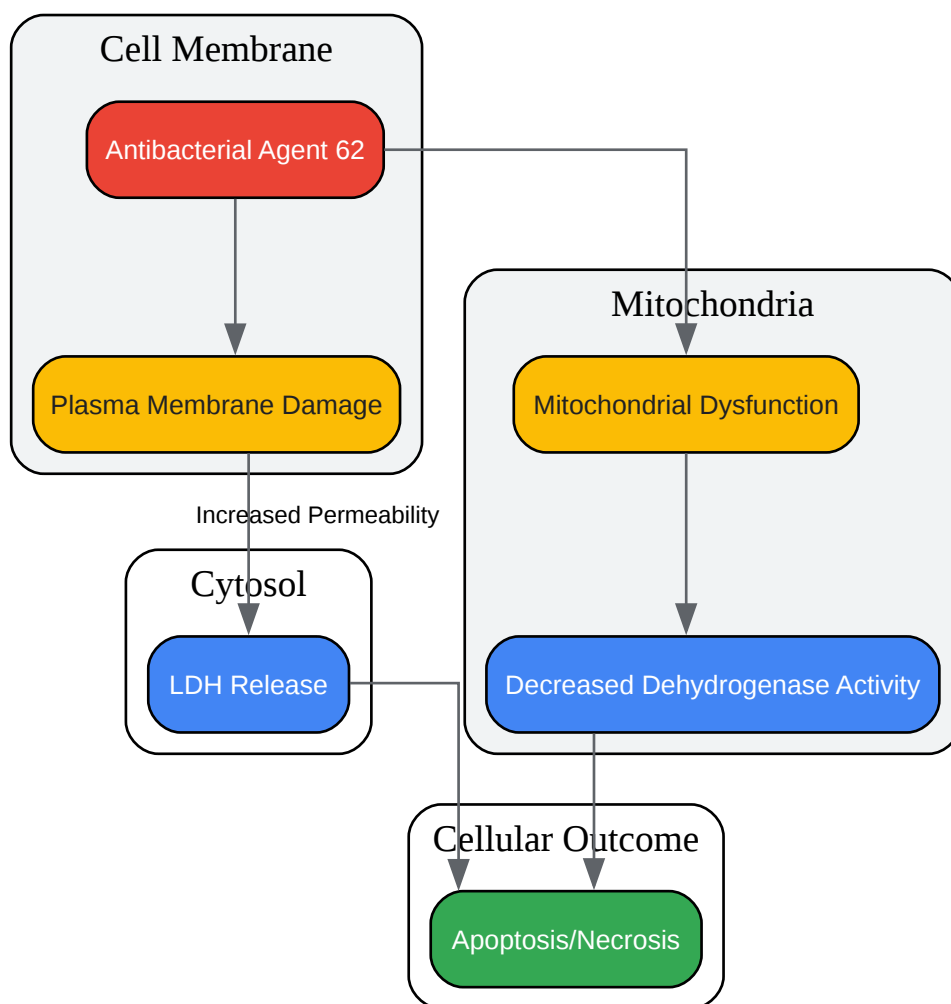 Cell Membrane
Antibacterial Agent 62
Plasma Membrane Damage
Mitochondria
Mitochondrial Dysfunction
Increased Permeability
Cytosol
LDH Release
Decreased Dehydrogenase Activity
Cellular Outcome
Apoptosis/Necrosis